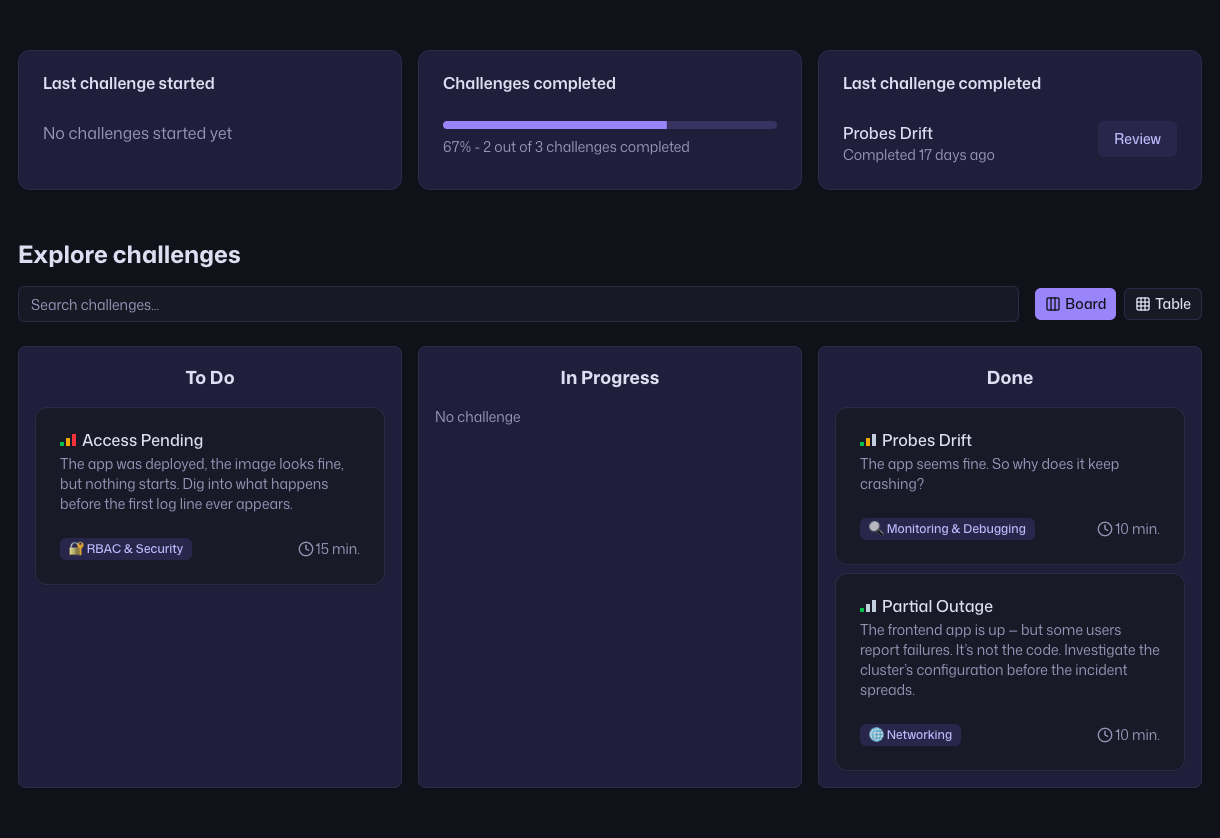 Last challenge started
No challenges started yet
Challenges completed
67% - 2 out of 3 challenges completed
Last challenge completed
Probes Drift
Completed 17 days ago
Review
Explore challenges
Search challenges...
Board
Table
To Do
Access Pending
The app was deployed, the image looks fine,
but nothing starts. Dig into what happens
before the first log line ever appears.
🔐 RBAC & Security
15 min.
In Progress
No challenge
Done
Probes Drift
The app seems fine. So why does it keep
crashing?
🔍 Monitoring & Debugging
10 min.
Partial Outage
The frontend app is up – but some users
report failures. It's not the code. Investigate the
cluster's configuration before the incident
spreads.
🌐 Networking
10 min.